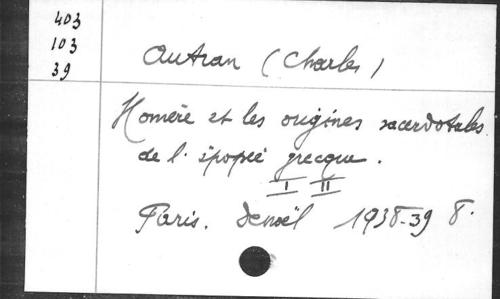 403
103
39
Autran (Charles)
Homère et les origines sacerdotales
de l'épopée grecque.
I II
Paris. Denoël 1938-39 8.